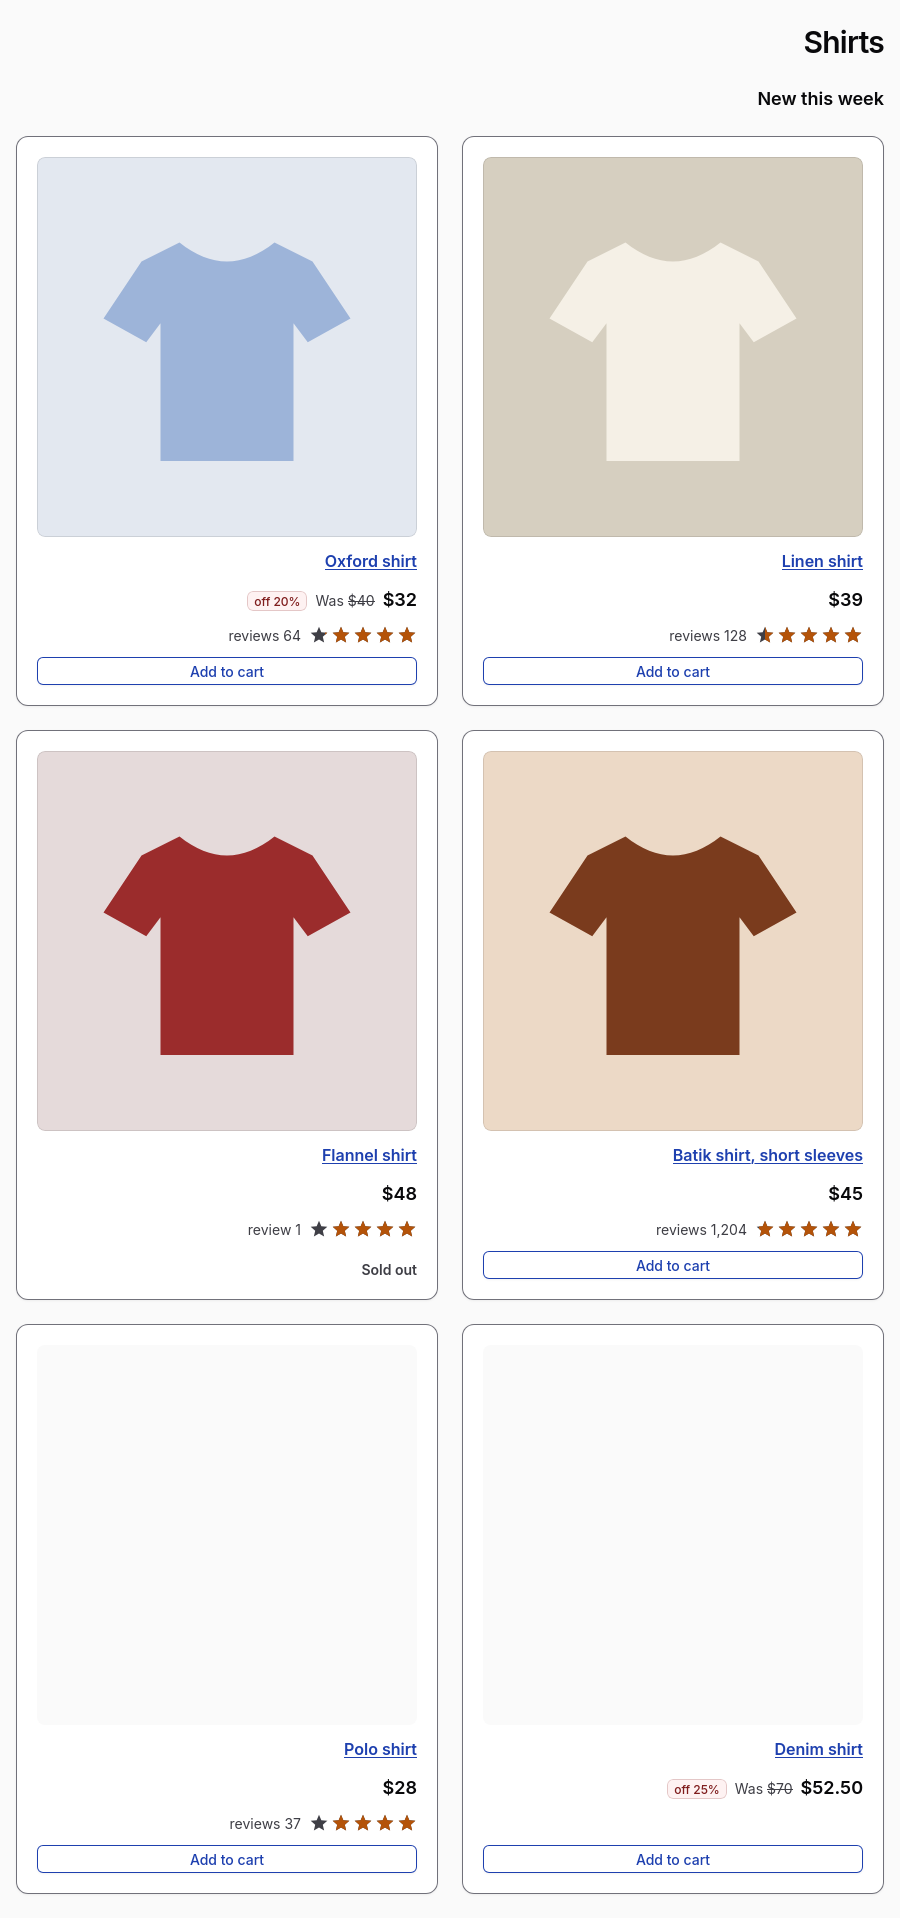 Shirts
New this week
Oxford shirt
off 20% Was $40 $32
reviews 64
Add to cart
Linen shirt
$39
reviews 128
Add to cart
Flannel shirt
$48
review 1
Sold out
Batik shirt, short sleeves
$45
reviews 1,204
Add to cart
Polo shirt
$28
reviews 37
Add to cart
Denim shirt
off 25% Was $70 $52.50
Add to cart